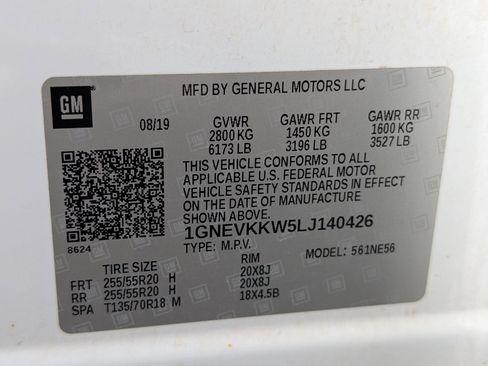 MFD BY GENERAL MOTORS LLC
GM
08/19 GVWR GAWR FRT GAWR RR
2800 KG 1450 KG 1600 KG
6173 LB 3196 LB 3527 LB
THIS VEHICLE CONFORMS TO ALL
APPLICABLE U.S. FEDERAL MOTOR
VEHICLE SAFETY STANDARDS IN EFFECT
ON THE DATE OF MANUFACTURE
SHOWN ABOVE.
1GNEVKKW5LJ140426
8624
TYPE: M.P.V. MODEL: 561NE56
TIRE SIZE RIM
FRT 255/55R20 H 20X8J
RR 255/55R20 H 20X8J
SPA T135/70R18 M 18X4.5B